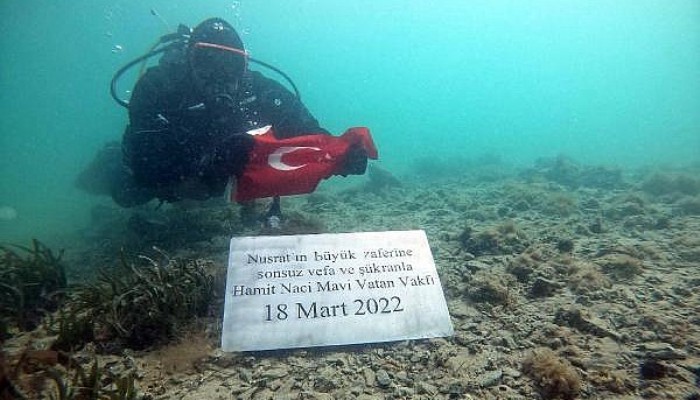 Nusrat'ın büyük zaferine
sonsuz vefa ve şükranla
Hamit Naci Mavi Vatan Vakfı
18 Mart 2022